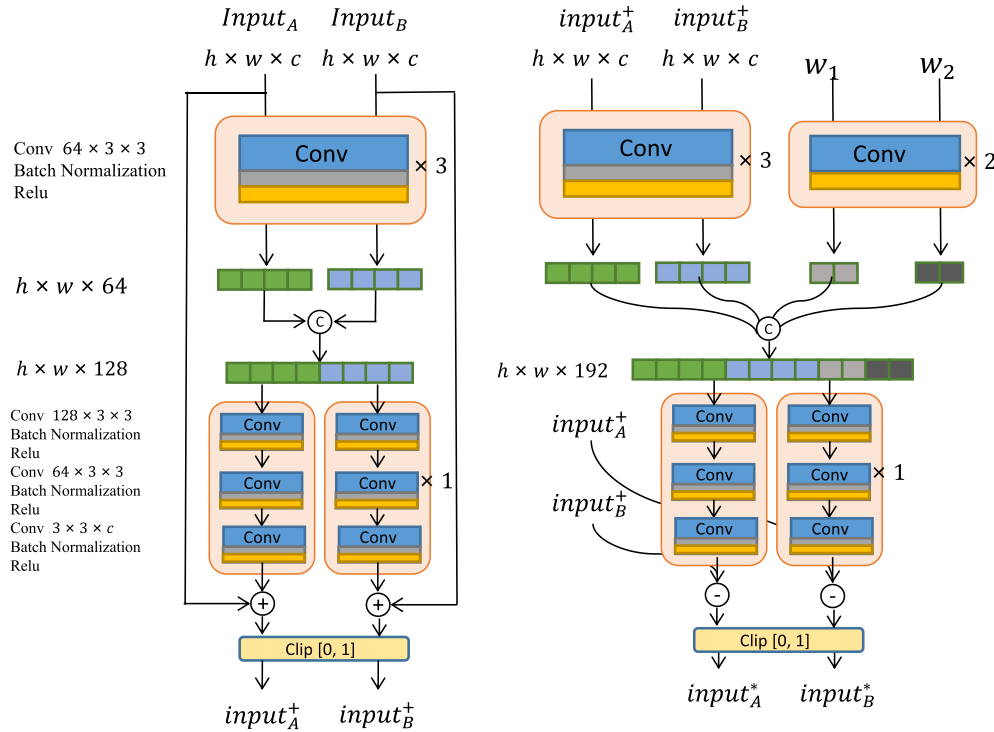 Input_A Input_B
h × w × c h × w × c
Conv 64 × 3 × 3
Batch Normalization
Relu
Conv
× 3
h × w × 64
C
h × w × 128
Conv 128 × 3 × 3
Batch Normalization
Relu
Conv 64 × 3 × 3
Batch Normalization
Relu
Conv 3 × 3 × c
Batch Normalization
Relu
Conv Conv
Conv Conv
× 1
Conv Conv
+ +
Clip [0, 1]
input_A^+ input_B^+
input_A^+ input_B^+
h × w × c h × w × c
w_1 w_2
Conv
× 3
Conv
× 2
C
h × w × 192
input_A^+
input_B^+
Conv Conv
Conv Conv
× 1
Conv Conv
- -
Clip [0, 1]
input_A^* input_B^*